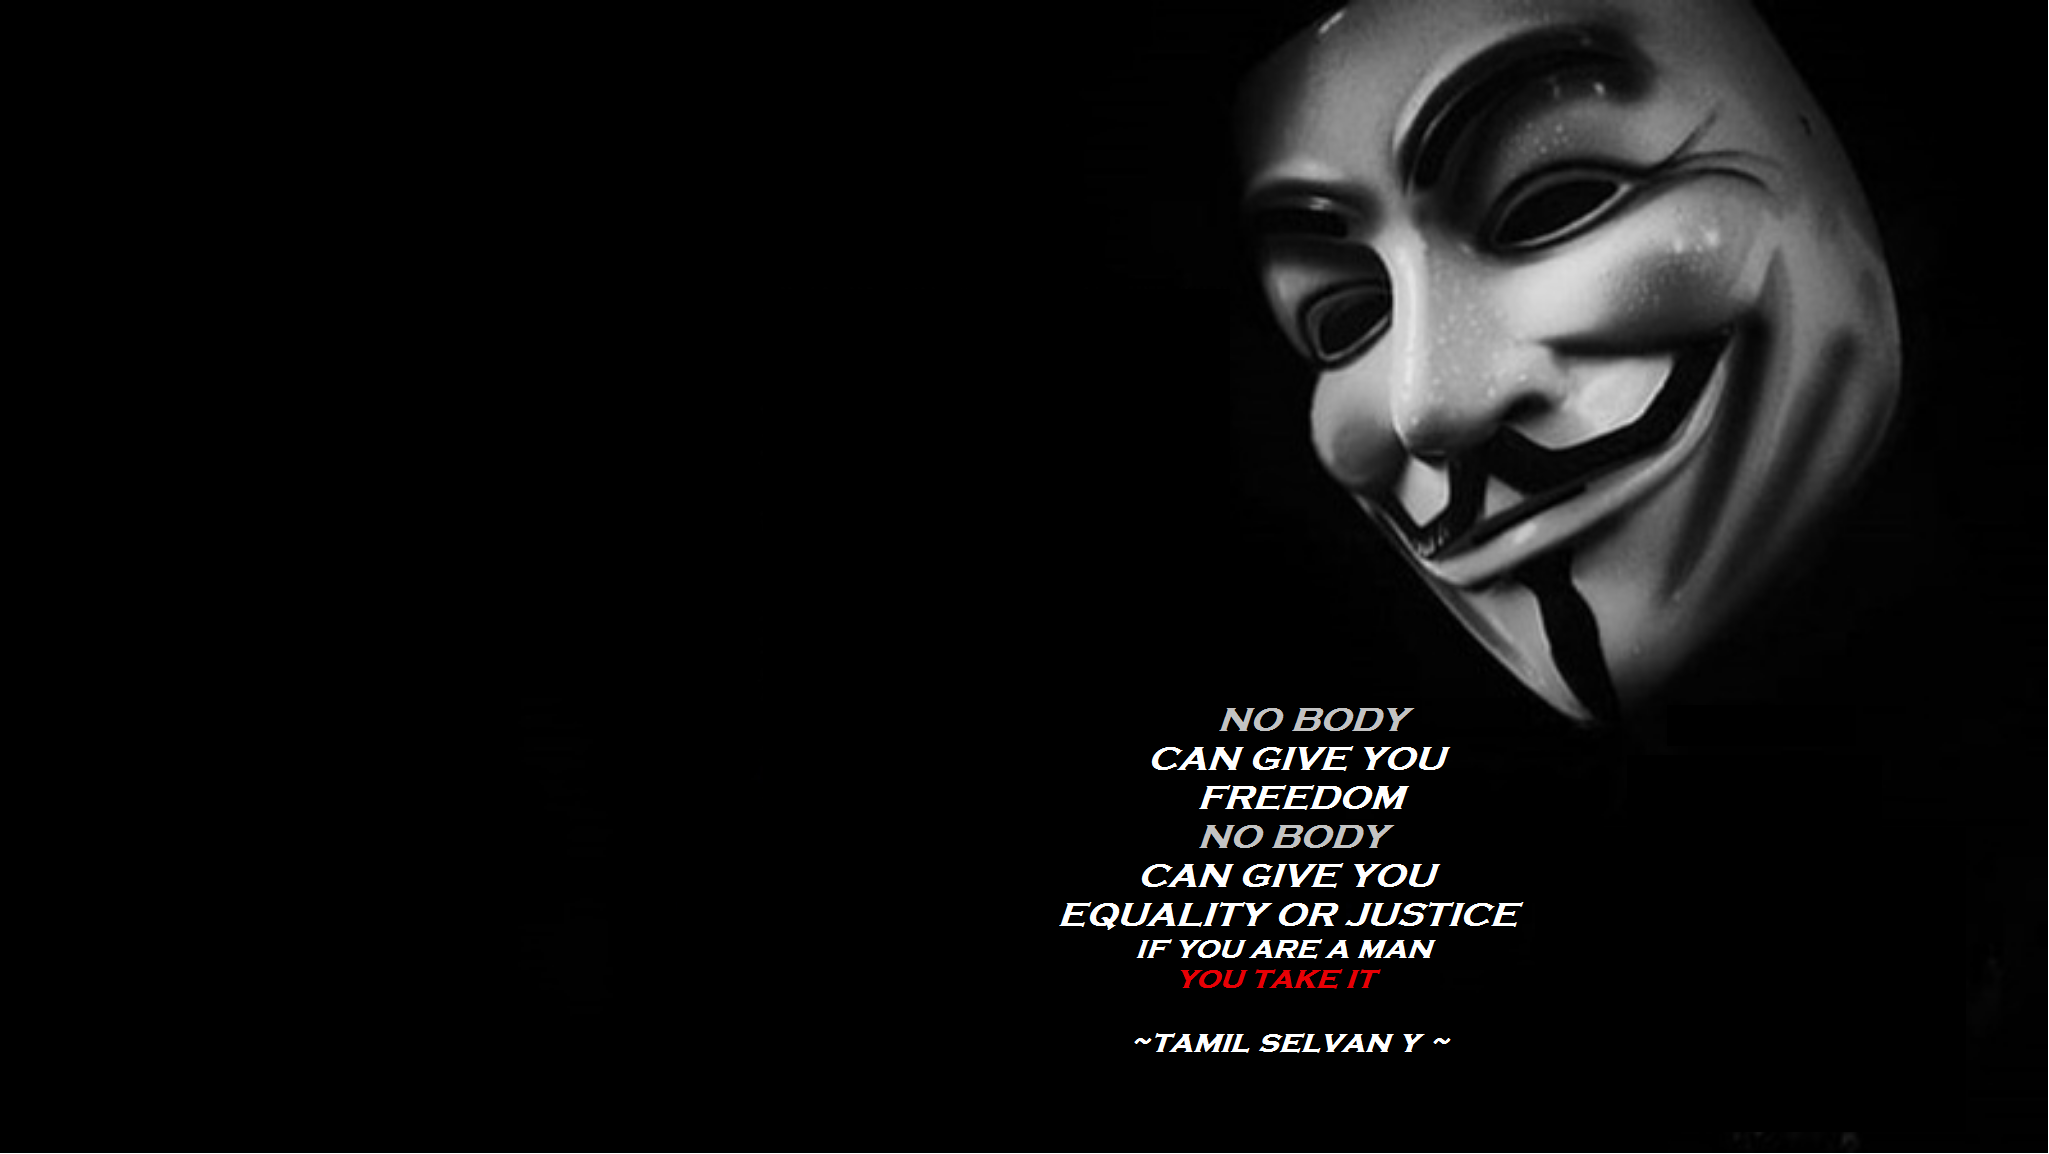 NO BODY
CAN GIVE YOU
FREEDOM
NO BODY
CAN GIVE YOU
EQUALITY OR JUSTICE
IF YOU ARE A MAN
YOU TAKE IT
~TAMIL SELVAN Y ~